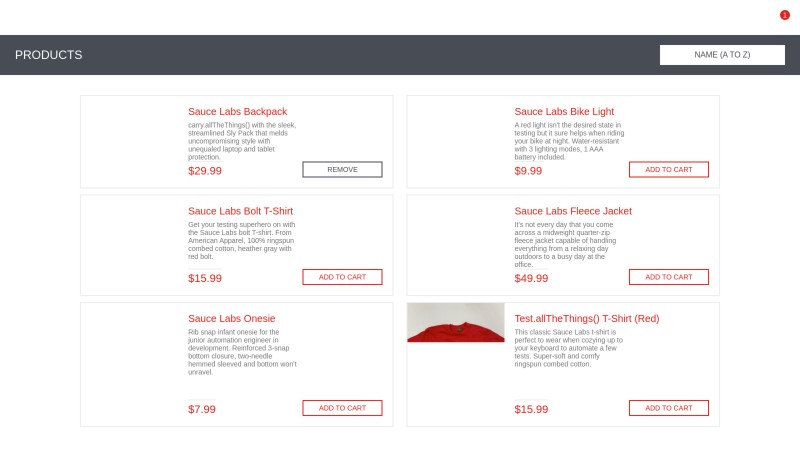 1
PRODUCTS
NAME (A TO Z)
Sauce Labs Backpack
carry.allTheThings() with the sleek,
streamlined Sly Pack that melds
uncompromising style with
unequaled laptop and tablet
protection.
$29.99
REMOVE
Sauce Labs Bike Light
A red light isn't the desired state in
testing but it sure helps when riding
your bike at night. Water-resistant
with 3 lighting modes, 1 AAA
battery included.
$9.99
ADD TO CART
Sauce Labs Bolt T-Shirt
Get your testing superhero on with
the Sauce Labs bolt T-shirt. From
American Apparel, 100% ringspun
combed cotton, heather gray with
red bolt.
$15.99
ADD TO CART
Sauce Labs Fleece Jacket
It's not every day that you come
across a midweight quarter-zip
fleece jacket capable of handling
everything from a relaxing day
outdoors to a busy day at the
office.
$49.99
ADD TO CART
Sauce Labs Onesie
Rib snap infant onesie for the
junior automation engineer in
development. Reinforced 3-snap
bottom closure, two-needle
hemmed sleeved and bottom won't
unravel.
$7.99
ADD TO CART
Test.allTheThings() T-Shirt (Red)
This classic Sauce Labs t-shirt is
perfect to wear when cozying up to
your keyboard to automate a few
tests. Super-soft and comfy
ringspun combed cotton.
$15.99
ADD TO CART